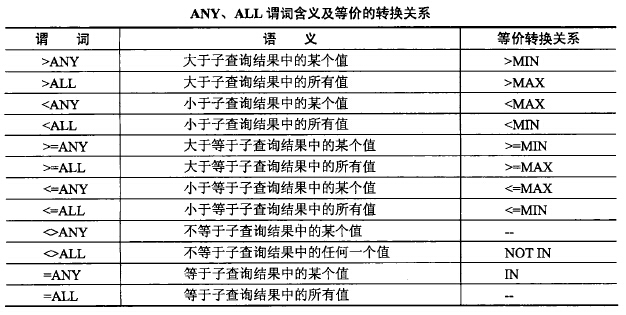 ANY、ALL 谓词含义及等价的转换关系
谓 词 语 义 等价转换关系
>ANY 大于子查询结果中的某个值 >MIN
>ALL 大于子查询结果中的所有值 >MAX
<ANY 小于子查询结果中的某个值 <MAX
<ALL 小于子查询结果中的所有值 <MIN
>=ANY 大于等于子查询结果中的某个值 >=MIN
>=ALL 大于等于子查询结果中的所有值 >=MAX
<=ANY 小于等于子查询结果中的某个值 <=MAX
<=ALL 小于等于子查询结果中的所有值 <=MIN
<>ANY 不等于子查询结果中的某个值 --
<>ALL 不等于子查询结果中的任何一个值 NOT IN
=ANY 等于子查询结果中的某个值 IN
=ALL 等于子查询结果中的所有值 --